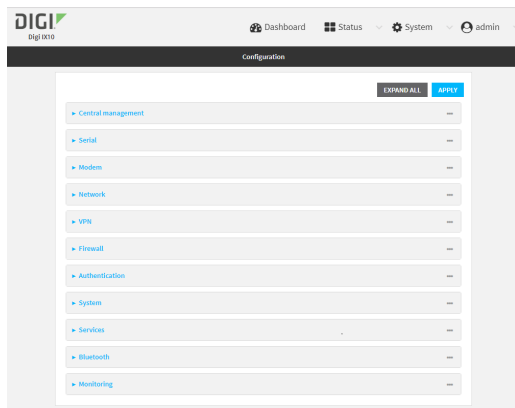 DIGI
Digi IX10
Dashboard Status System admin
Configuration
EXPAND ALL APPLY
Central management
Serial
Modem
Network
VPN
Firewall
Authentication
System
Services
Bluetooth
Monitoring